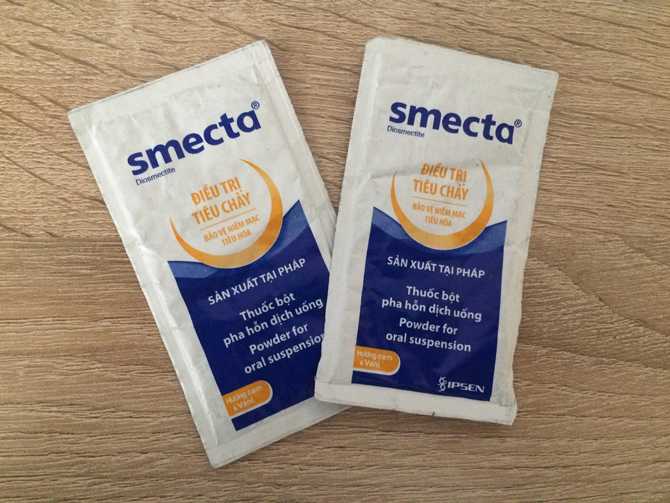 smecta®
Diosmectite
ĐIỀU TRỊ
TIÊU CHẢY
BẢO VỆ NIÊM MẠC
TIÊU HÓA
SẢN XUẤT TẠI PHÁP
Thuốc bột
pha hỗn dịch uống
Powder for
oral suspension
Hương cam
& Vani
smecta®
Diosmectite
ĐIỀU TRỊ
TIÊU CHẢY
BẢO VỆ NIÊM MẠC
TIÊU HÓA
SẢN XUẤT TẠI PHÁP
Thuốc bột
pha hỗn dịch uống
Powder for
oral suspension
Hương cam
& Vani
IPSEN